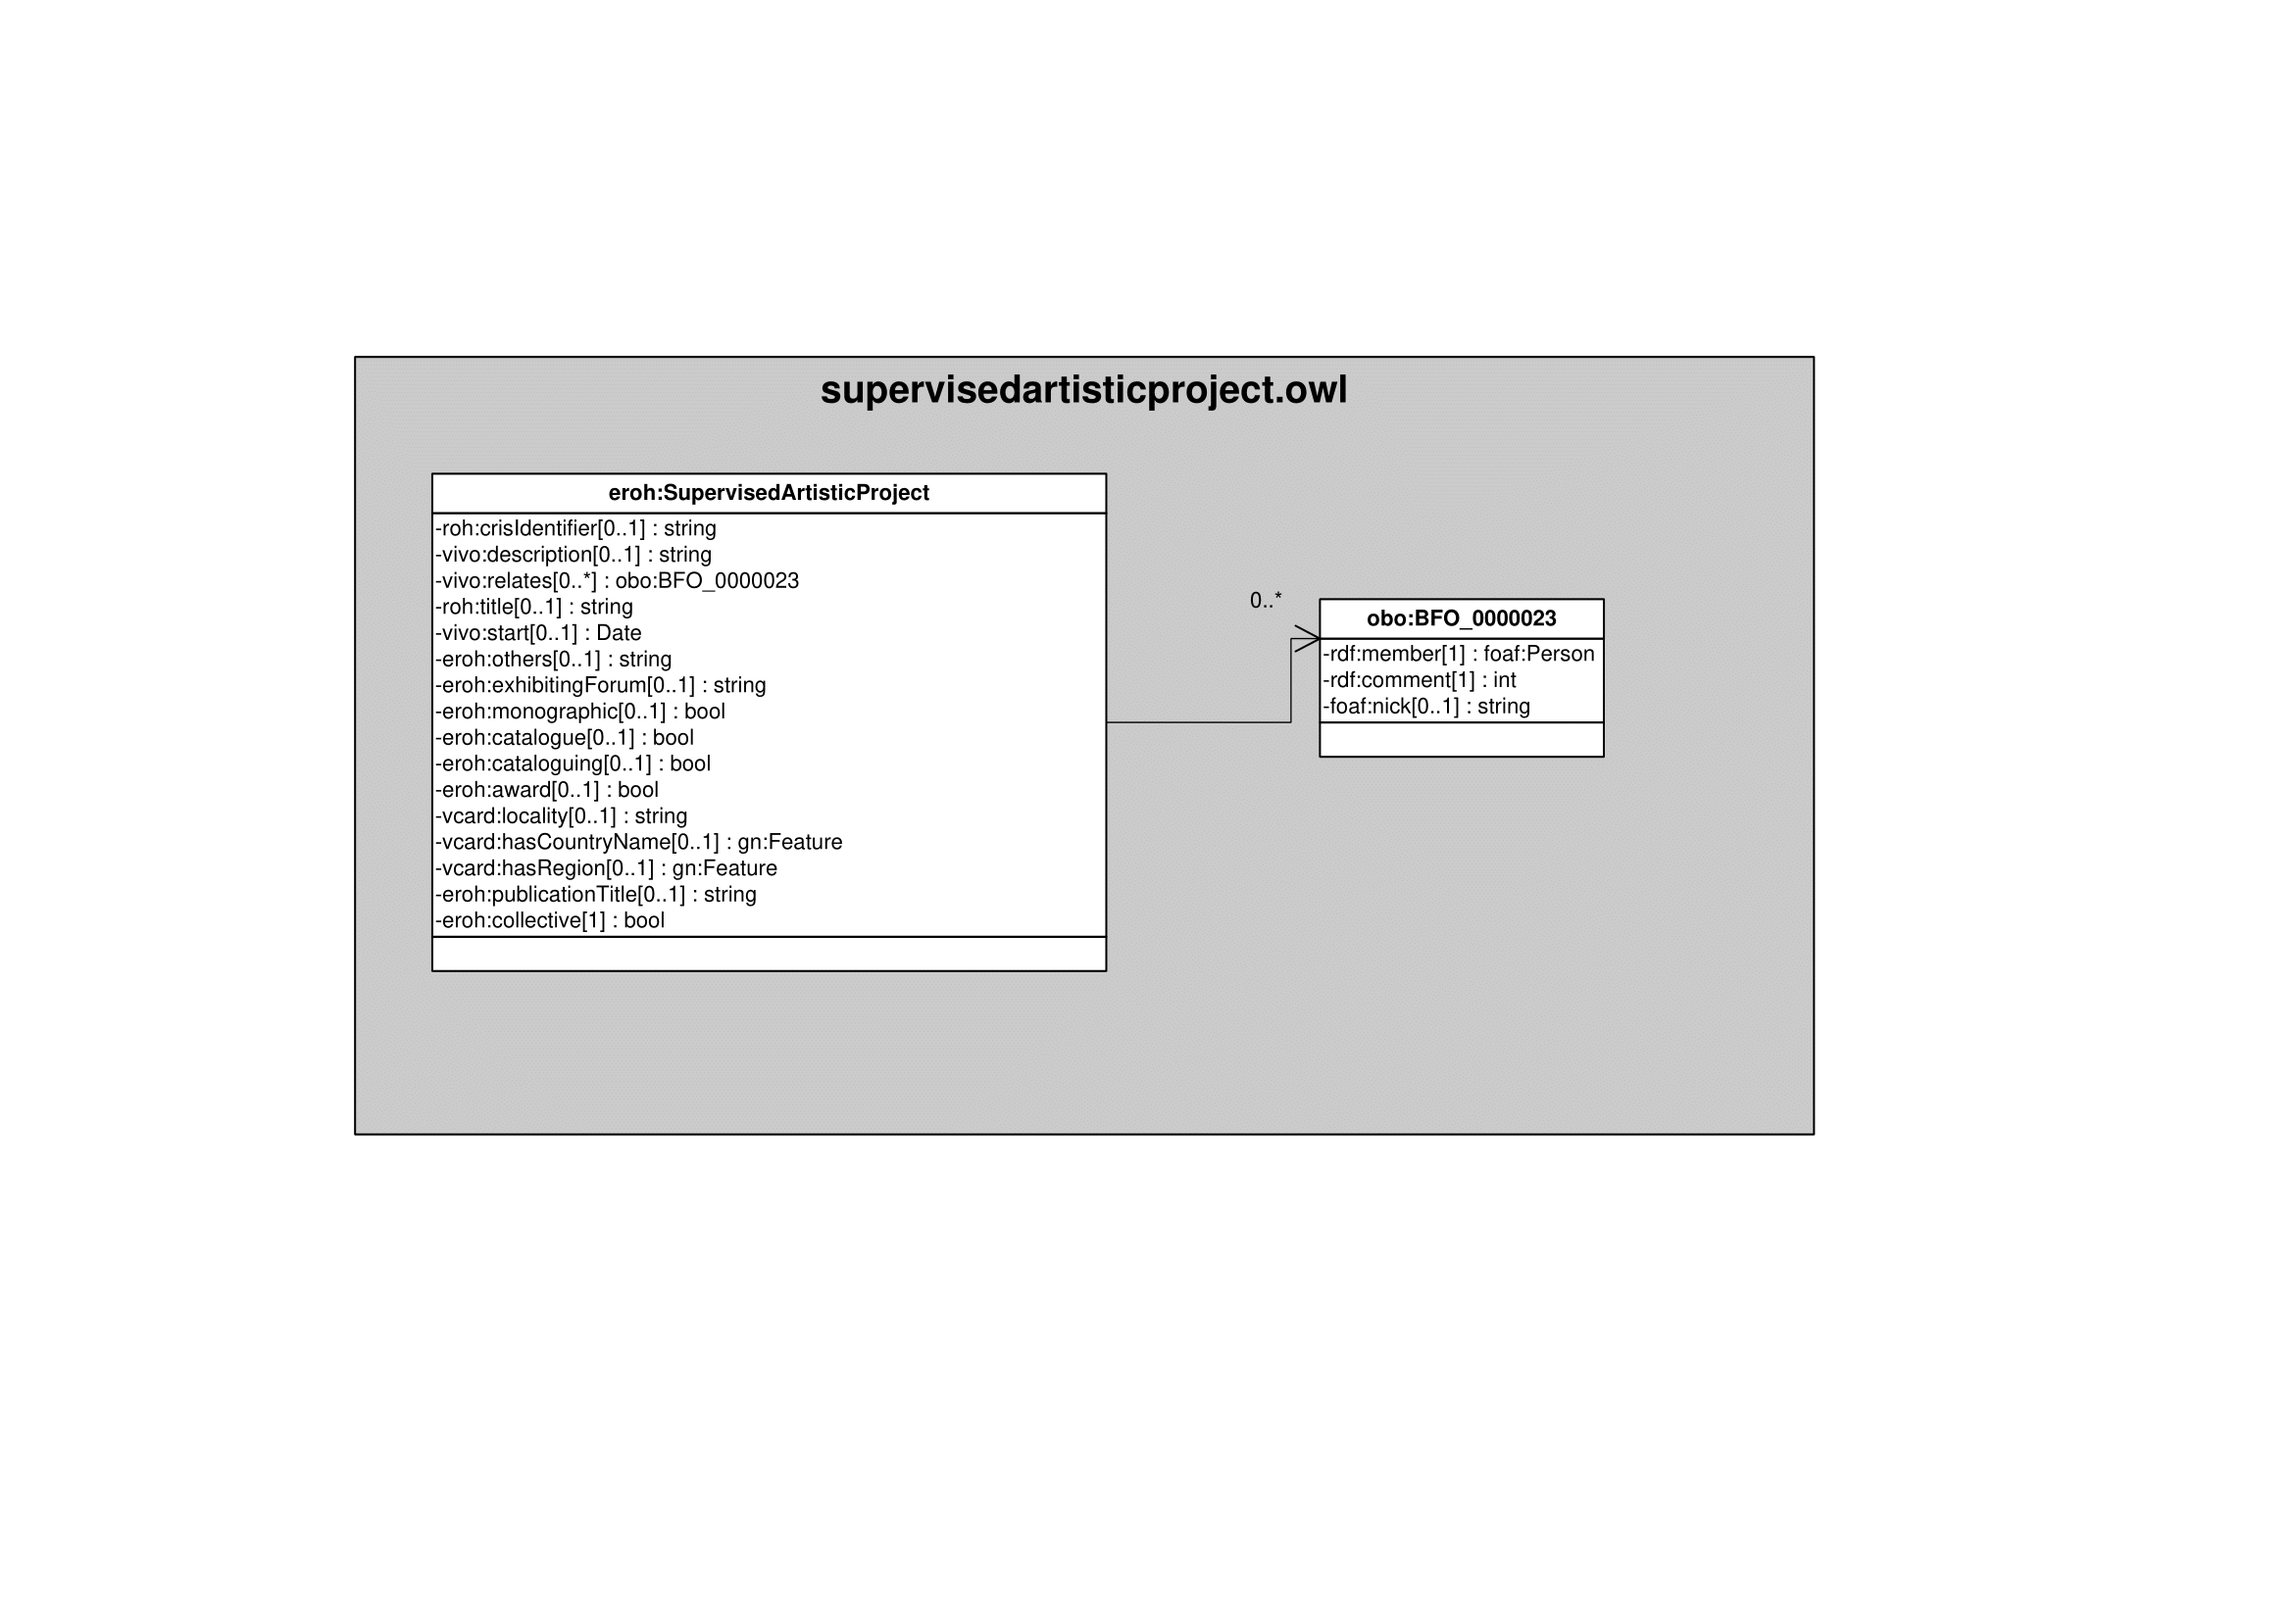 supervisedartisticproject.owl
eroh:SupervisedArtisticProject
-roh:crisIdentifier[0..1] : string
-vivo:description[0..1] : string
-vivo:relates[0..*] : obo:BFO_0000023
-roh:title[0..1] : string
-vivo:start[0..1] : Date
-eroh:others[0..1] : string
-eroh:exhibitingForum[0..1] : string
-eroh:monographic[0..1] : bool
-eroh:catalogue[0..1] : bool
-eroh:cataloguing[0..1] : bool
-eroh:award[0..1] : bool
-vcard:locality[0..1] : string
-vcard:hasCountryName[0..1] : gn:Feature
-vcard:hasRegion[0..1] : gn:Feature
-eroh:publicationTitle[0..1] : string
-eroh:collective[1] : bool
0..*
obo:BFO_0000023
-rdf:member[1] : foaf:Person
-rdf:comment[1] : int
-foaf:nick[0..1] : string